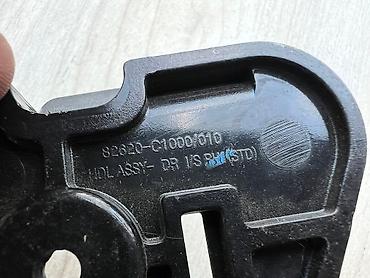 82620-C1000/010
HDL ASSY- DR I/S RH (STD)